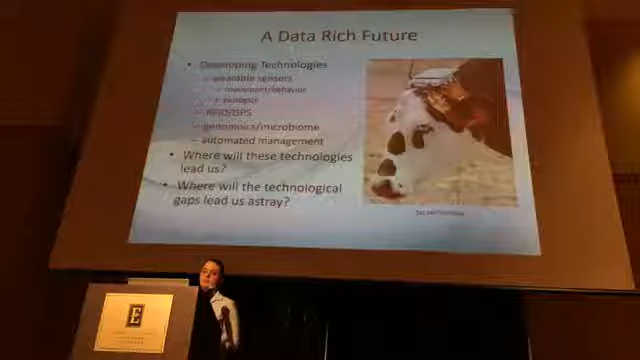 A Data Rich Future
• Developing Technologies
– wearable sensors
• movement/behavior
• biologics
– RFID/GPS
– genomics/microbiome
– automated management
• Where will these technologies
lead us?
• Where will the technological
gaps lead us astray?
E